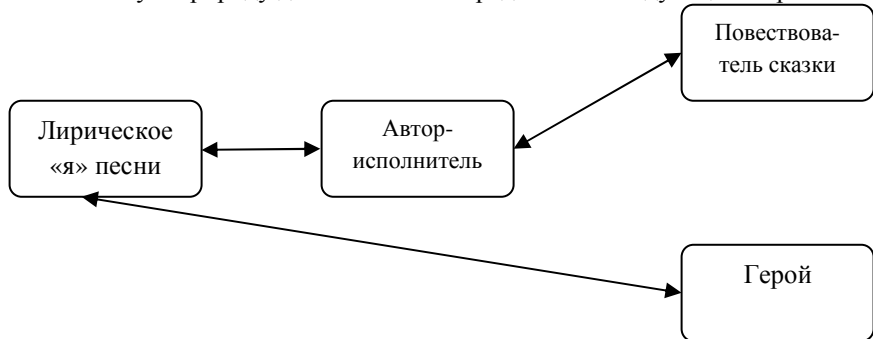 Повествова-
тель сказки
Лирическое
«я» песни
Автор-
исполнитель
Герой